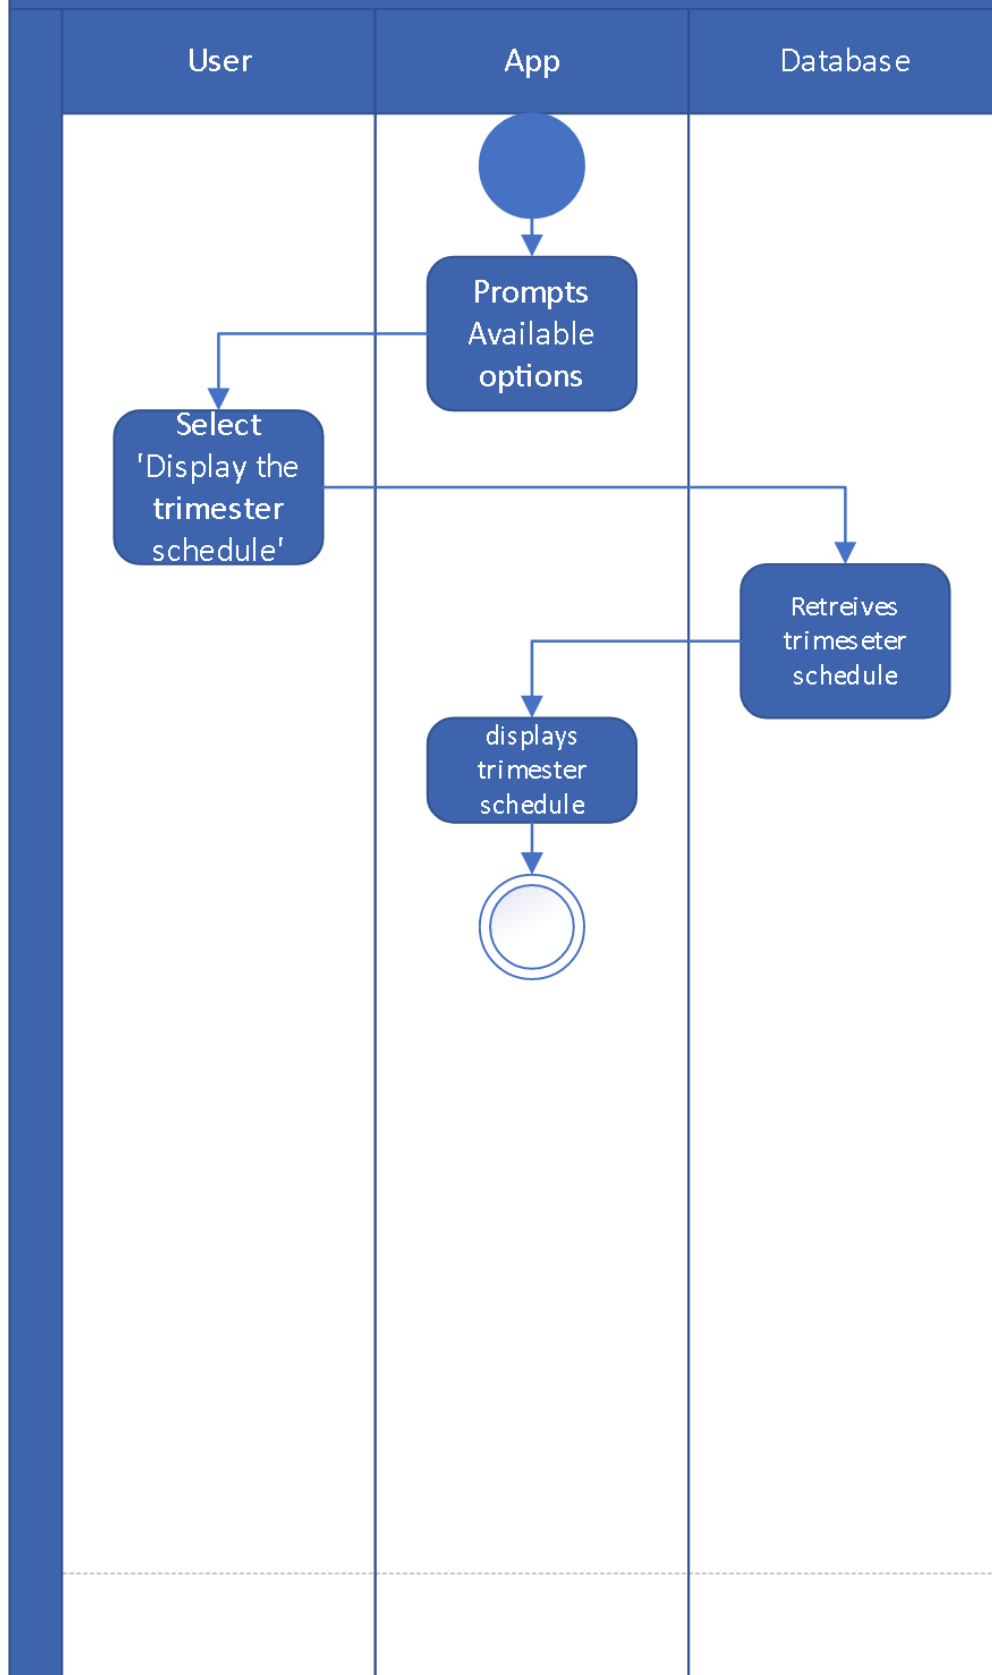 User
App
Database
Prompts
Available
options
Select
'Display the
trimester
schedule'
Retreives
trimeseter
schedule
displays
trimester
schedule